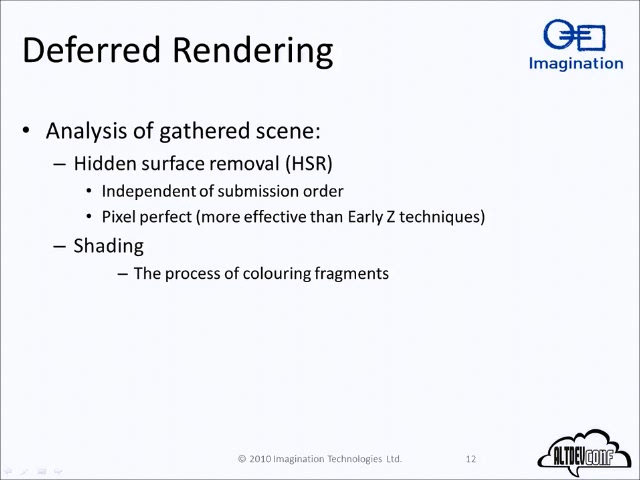 Deferred Rendering
Imagination
• Analysis of gathered scene:
– Hidden surface removal (HSR)
• Independent of submission order
• Pixel perfect (more effective than Early Z techniques)
– Shading
– The process of colouring fragments
© 2010 Imagination Technologies Ltd.
12
ALTDEVCONF